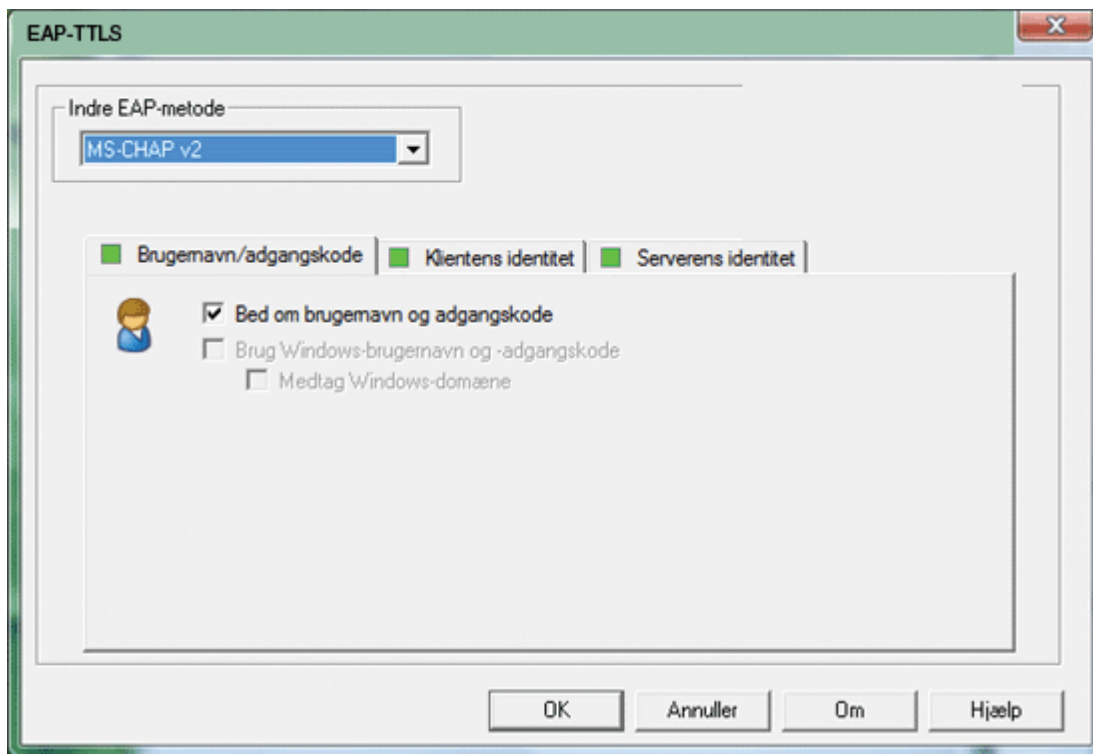 EAP-TTLS
Indre EAP-metode
MS-CHAP v2
Brugernavn/adgangskode
Klientens identitet
Serverens identitet
Bed om brugernavn og adgangskode
Brug Windows-brugernavn og -adgangskode
Medtag Windows-domæne
OK
Annuller
Om
Hjælp